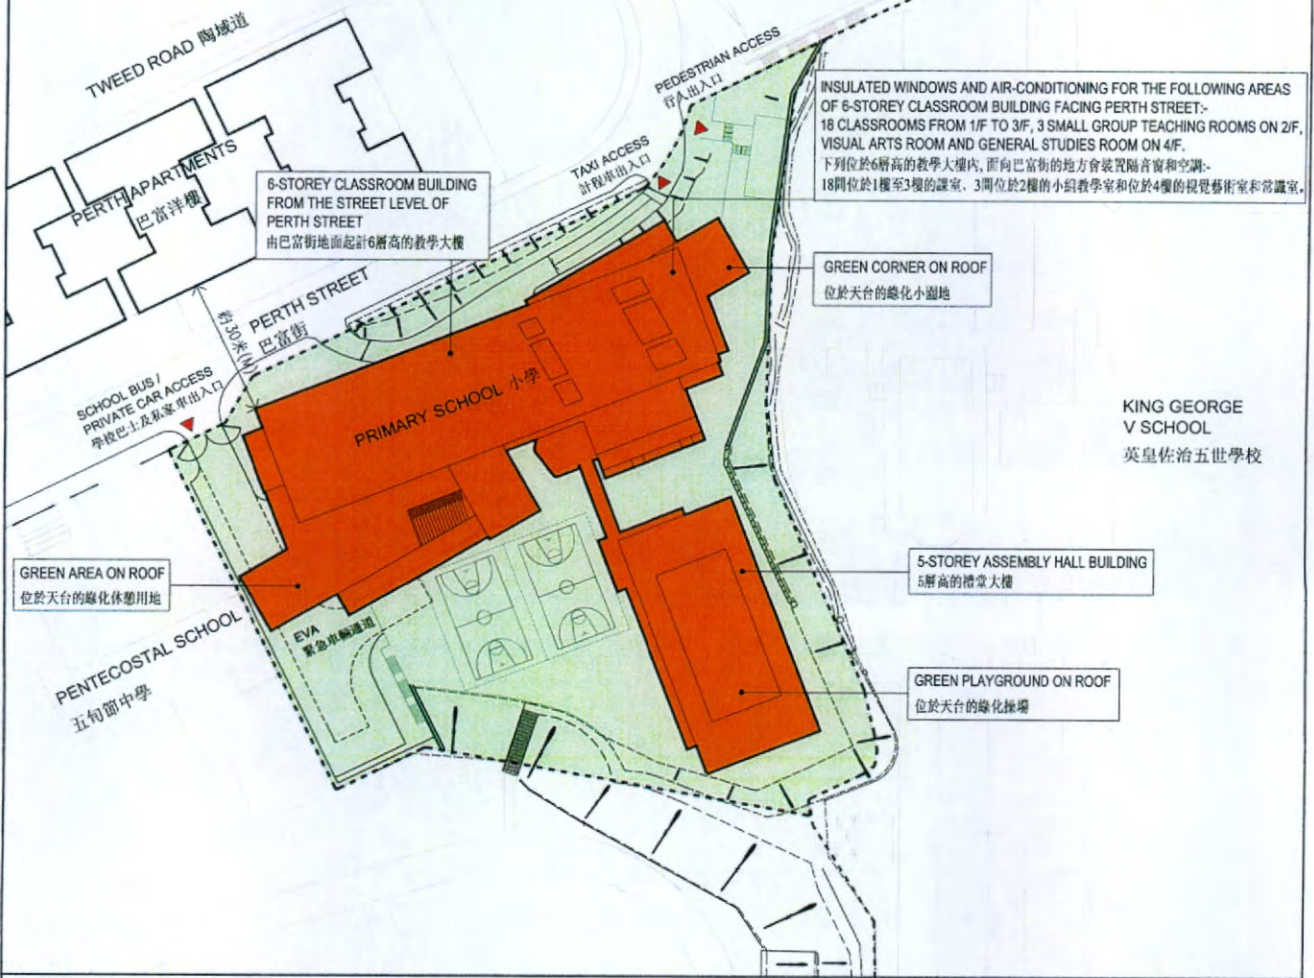 TWEED ROAD 陶域道
PEDESTRIAN ACCESS
行人出入口
INSULATED WINDOWS AND AIR-CONDITIONING FOR THE FOLLOWING AREAS
OF 6-STOREY CLASSROOM BUILDING FACING PERTH STREET:-
18 CLASSROOMS FROM 1/F TO 3/F, 3 SMALL GROUP TEACHING ROOMS ON 2/F,
VISUAL ARTS ROOM AND GENERAL STUDIES ROOM ON 4/F.
下列位於6層高的教學大樓內, 而向巴富街的地方會裝置隔音窗和空調:-
18間位於1樓至3樓的課室、3間位於2樓的小組教學室和位於4樓的視覺藝術室和常識室。
TAXI ACCESS
計程車出入口
PERTH APARTMENTS
巴富洋樓
6-STOREY CLASSROOM BUILDING
FROM THE STREET LEVEL OF
PERTH STREET
由巴富街地面起計6層高的教學大樓
GREEN CORNER ON ROOF
位於天台的綠化小園地
PERTH STREET
巴富街
約30米(M)
SCHOOL BUS /
PRIVATE CAR ACCESS
學校巴士及私家車出入口
PRIMARY SCHOOL 小學
KING GEORGE
V SCHOOL
英皇佐治五世學校
5-STOREY ASSEMBLY HALL BUILDING
5層高的禮堂大樓
GREEN AREA ON ROOF
位於天台的綠化休憩用地
EVA
緊急車輛通道
PENTECOSTAL SCHOOL
五旬節中學
GREEN PLAYGROUND ON ROOF
位於天台的綠化操場